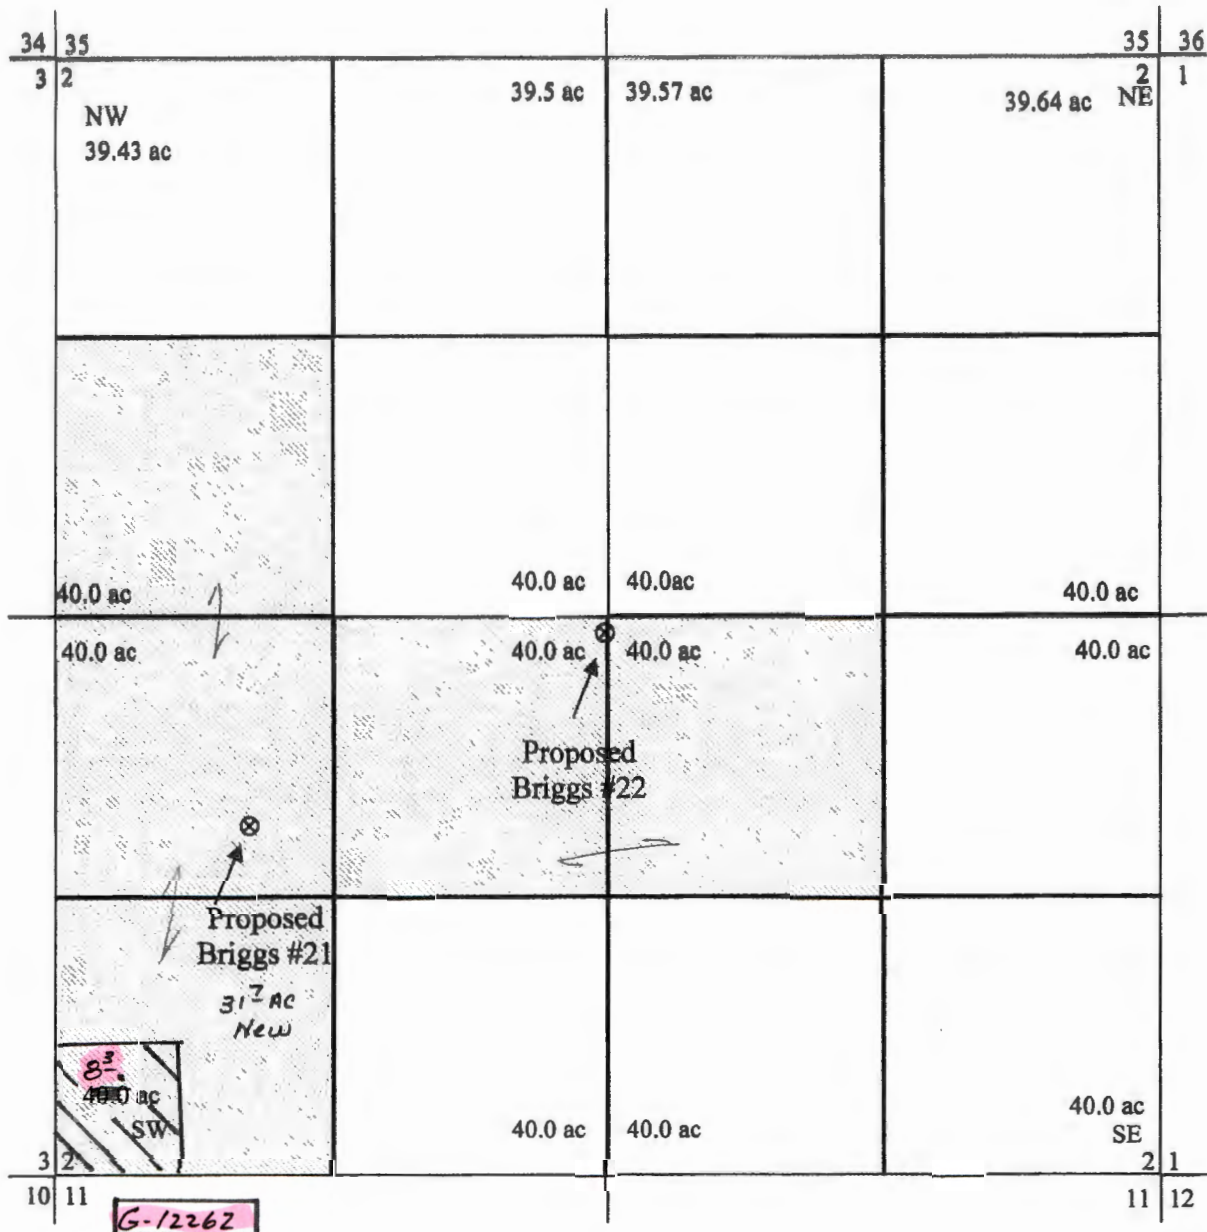 34 35 35 36
3 2 39.5 ac 39.57 ac 39.64 ac 2 1
NE
NW
39.43 ac
40.0 ac 40.0 ac 40.0ac 40.0 ac
40.0 ac 40.0 ac 40.0 ac 40.0 ac
Proposed
Briggs #22
Proposed
Briggs #21
31.7 AC
New
8.3
40.0 ac
SW
40.0 ac 40.0 ac 40.0 ac
SE
3 2 2 1
10 11 11 12
G-12262